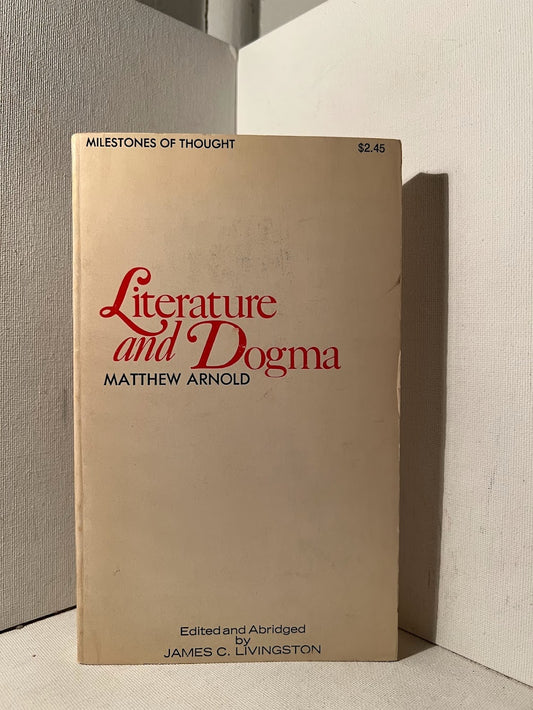 MILESTONES OF THOUGHT $2.45
Literature
and Dogma
MATTHEW ARNOLD
Edited and Abridged
by
JAMES C. LIVINGSTON